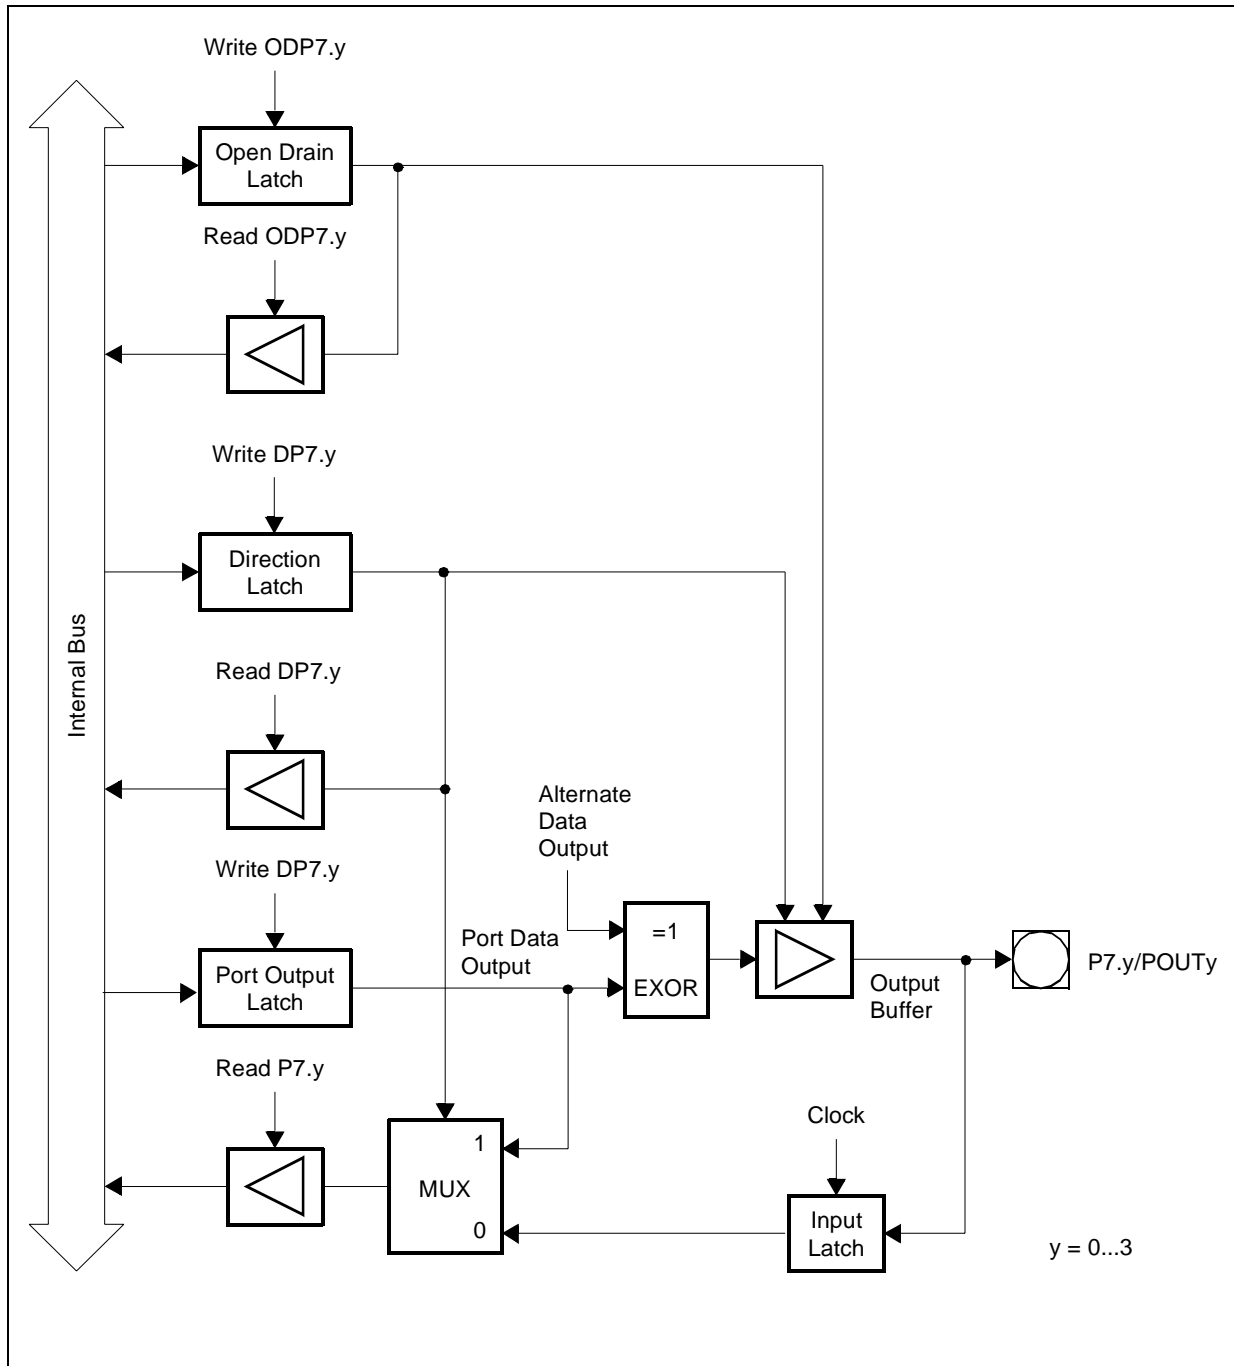 Write ODP7.y
Open Drain
Latch
Read ODP7.y
Write DP7.y
Direction
Latch
Internal Bus
Read DP7.y
Alternate
Data
Output
Write DP7.y
=1
Port Data
Output
EXOR
Port Output
Latch
Output
Buffer
P7.y/POUTy
Read P7.y
Clock
1
MUX
0
Input
Latch
y = 0...3